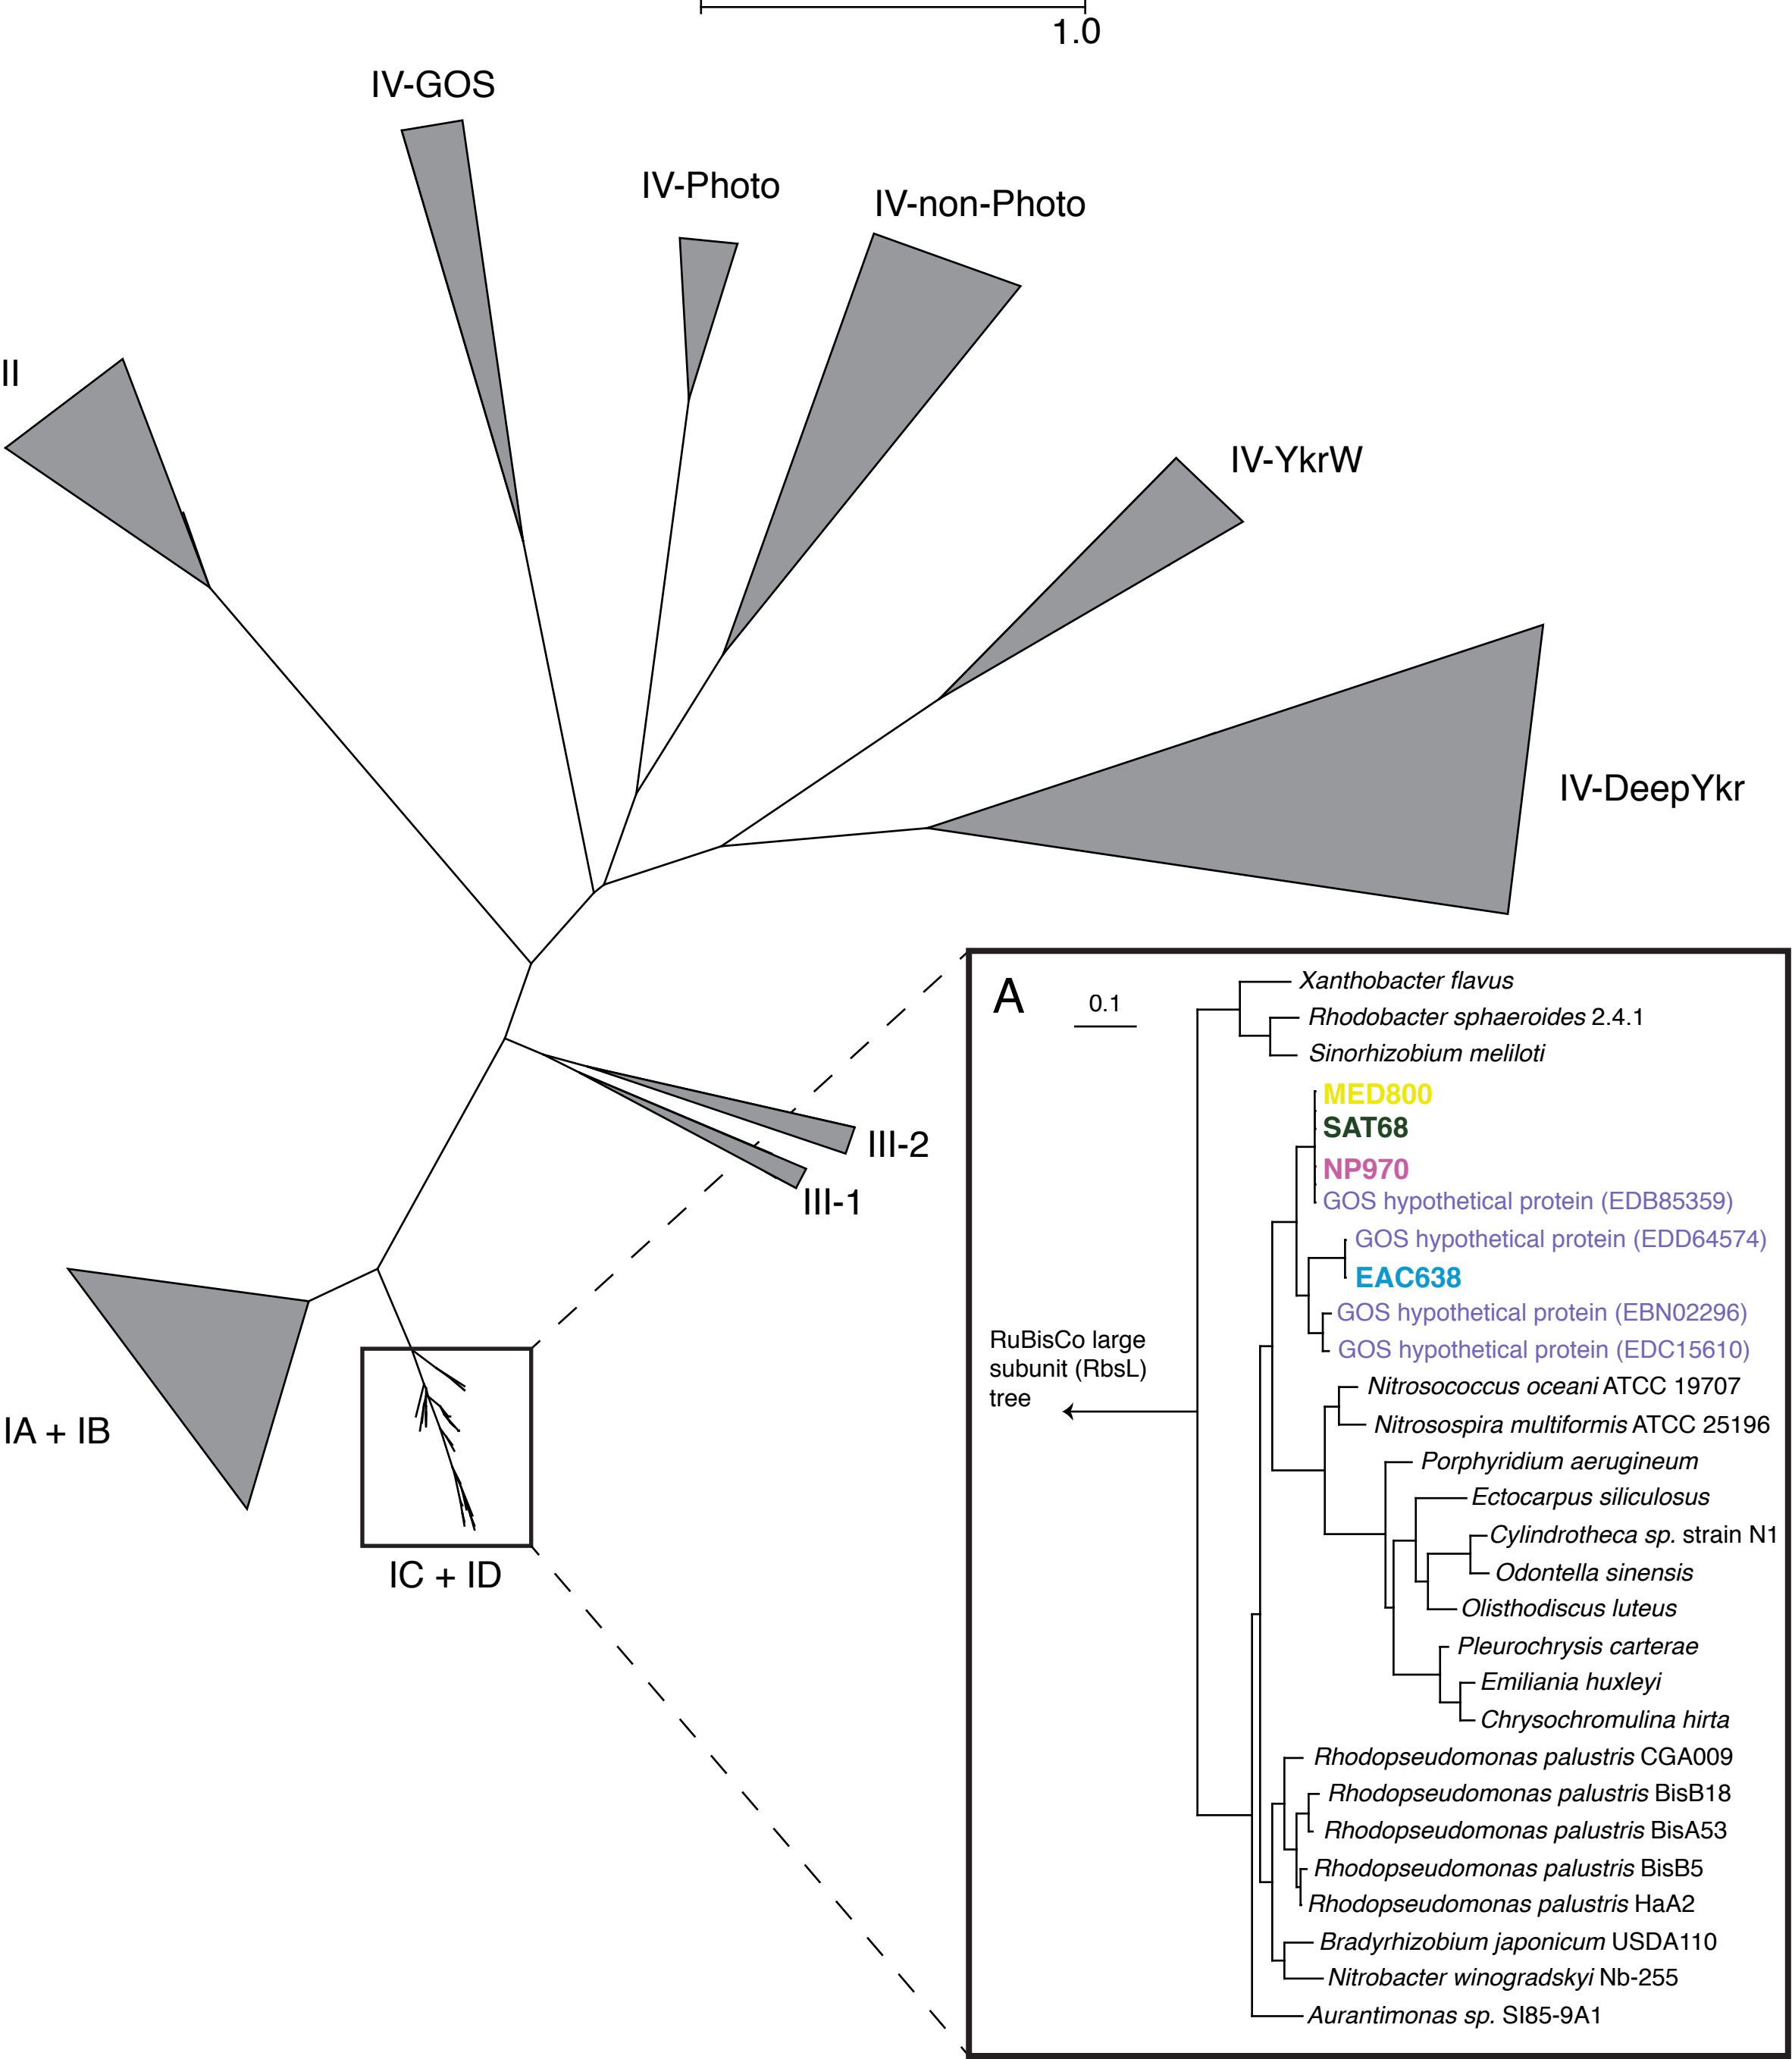 1.0
IV-GOS
IV-Photo
IV-non-Photo
II
IV-YkrW
IV-DeepYkr
III-2
III-1
IA + IB
IC + ID
A
0.1
RuBisCo large
subunit (RbsL)
tree
Xanthobacter flavus
Rhodobacter sphaeroides 2.4.1
Sinorhizobium meliloti
MED800
SAT68
NP970
GOS hypothetical protein (EDB85359)
GOS hypothetical protein (EDD64574)
EAC638
GOS hypothetical protein (EBN02296)
GOS hypothetical protein (EDC15610)
Nitrosococcus oceani ATCC 19707
Nitrosospira multiformis ATCC 25196
Porphyridium aerugineum
Ectocarpus siliculosus
Cylindrotheca sp. strain N1
Odontella sinensis
Olisthodiscus luteus
Pleurochrysis carterae
Emiliania huxleyi
Chrysochromulina hirta
Rhodopseudomonas palustris CGA009
Rhodopseudomonas palustris BisB18
Rhodopseudomonas palustris BisA53
Rhodopseudomonas palustris BisB5
Rhodopseudomonas palustris HaA2
Bradyrhizobium japonicum USDA110
Nitrobacter winogradskyi Nb-255
Aurantimonas sp. SI85-9A1